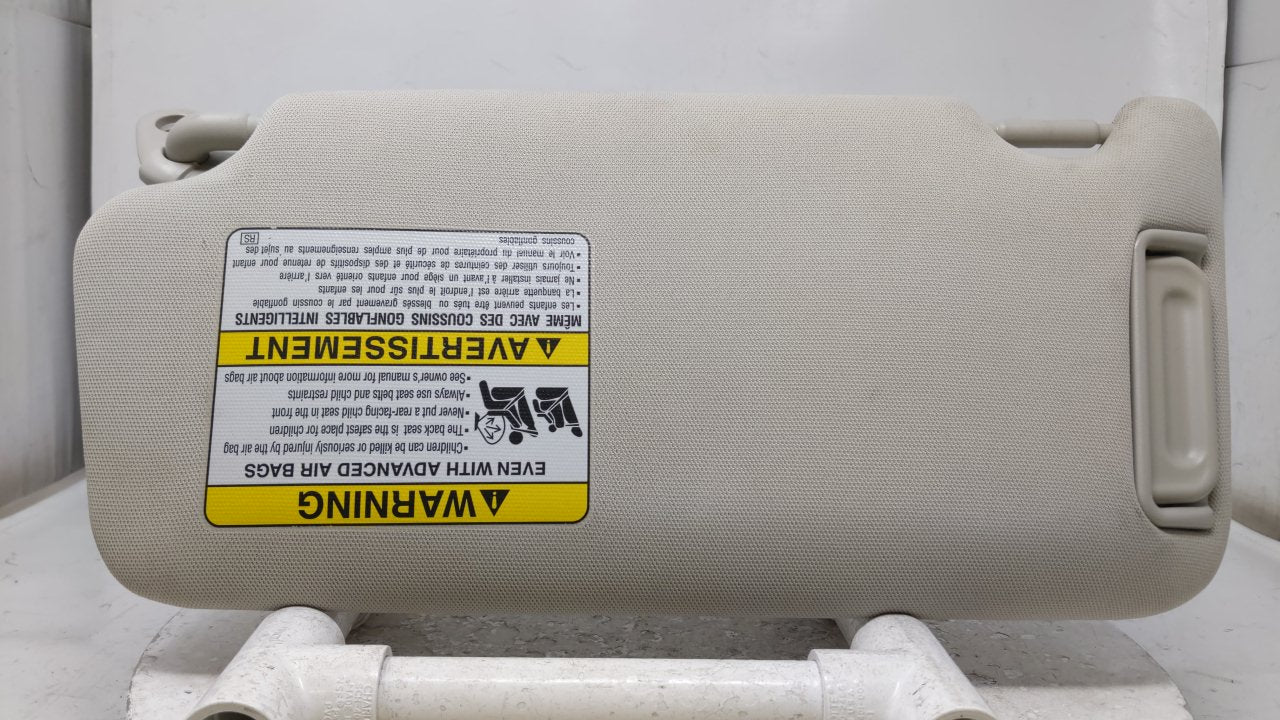 WARNING
EVEN WITH ADVANCED AIR BAGS
•Children can be killed or seriously injured by the air bag
•The back seat is the safest place for children
•Never put a rear-facing child seat in the front
•Always use seat belts and child restraints
•See owner's manual for more information about air bags
AVERTISSEMENT
MÊME AVEC DES COUSSINS GONFLABLES INTELLIGENTS
• Les enfants peuvent être tués ou blessés gravement par le coussin gonflable
• La banquette arrière est l'endroit le plus sûr pour les enfants
• Ne jamais installer à l'avant un siège pour enfants orienté vers l'arrière
• Toujours utiliser des ceintures de sécurité et des dispositifs de retenue pour enfant
• Voir le manuel du propriétaire pour de plus amples renseignements au sujet des
coussins gonflables
RS